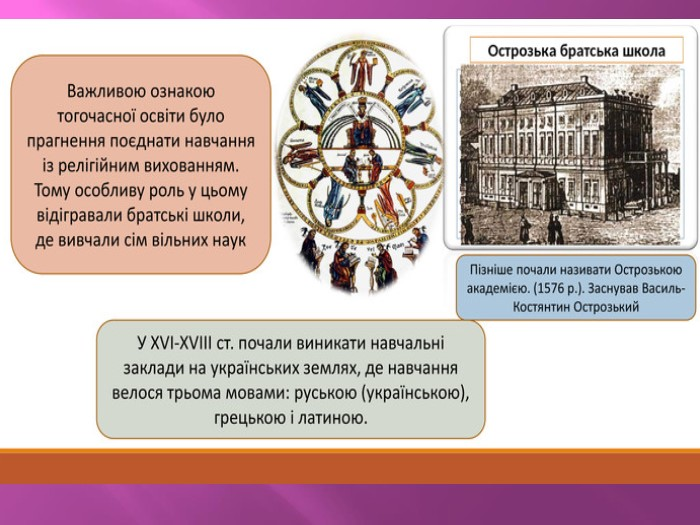 Важливою ознакою
тогочасної освіти було
прагнення поєднати навчання
із релігійним вихованням.
Тому особливу роль у цьому
відігравали братські школи,
де вивчали сім вільних наук
Острозька братська школа
Пізніше почали називати Острозькою
академією. (1576 р.). Заснував Василь-
Костянтин Острозький
У XVI-XVIII ст. почали виникати навчальні
заклади на українських землях, де навчання
велося трьома мовами: руською (українською),
грецькою і латиною.